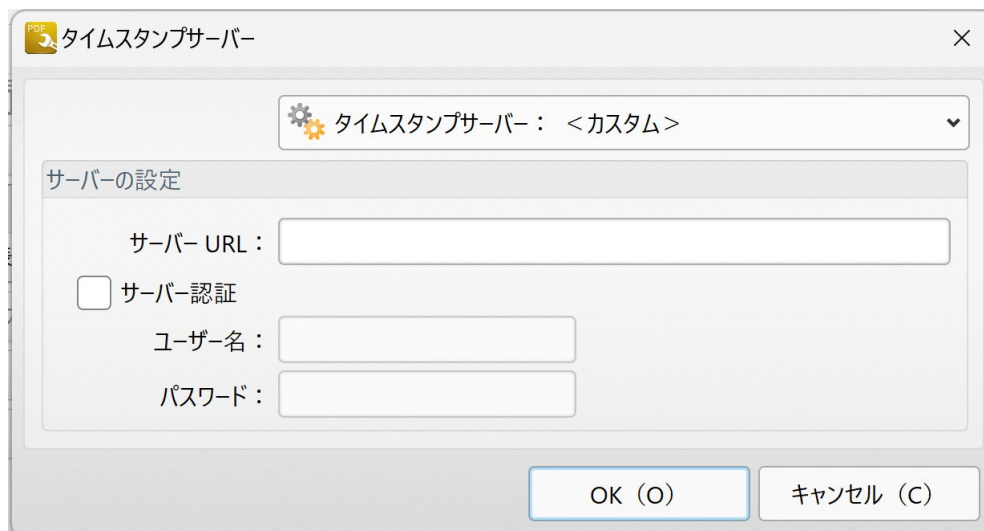 PDF
タイムスタンプサーバー
タイムスタンプサーバー： <カスタム>
サーバーの設定
サーバー URL：
サーバー認証
ユーザー名：
パスワード：
OK（O）
キャンセル（C）